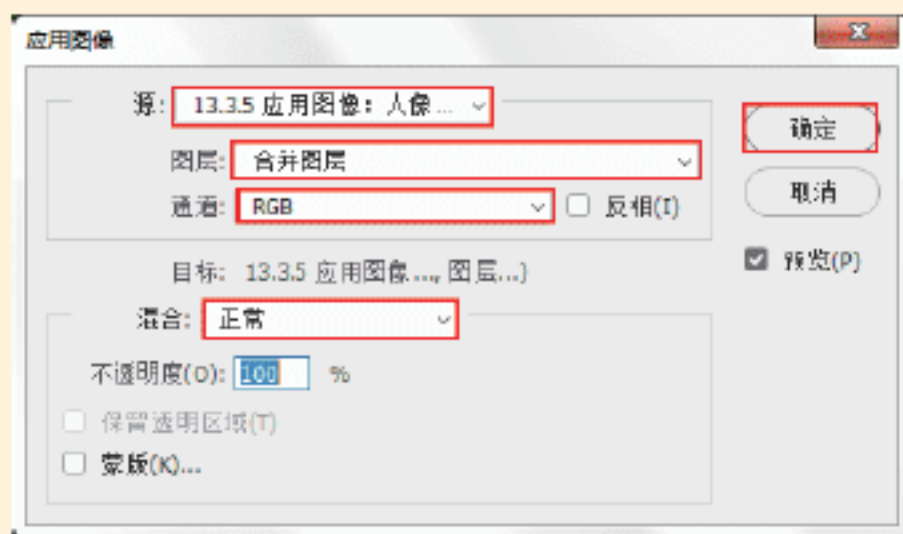 应用图像
源: 13.3.5 应用图像：人像...
确定
图层: 合并图层
通道: RGB 反相(I)
取消
目标: 13.3.5 应用图像..., 图层...)
预览(P)
混合: 正常
不透明度(O): 100 %
保留透明区域(T)
蒙版(K)...